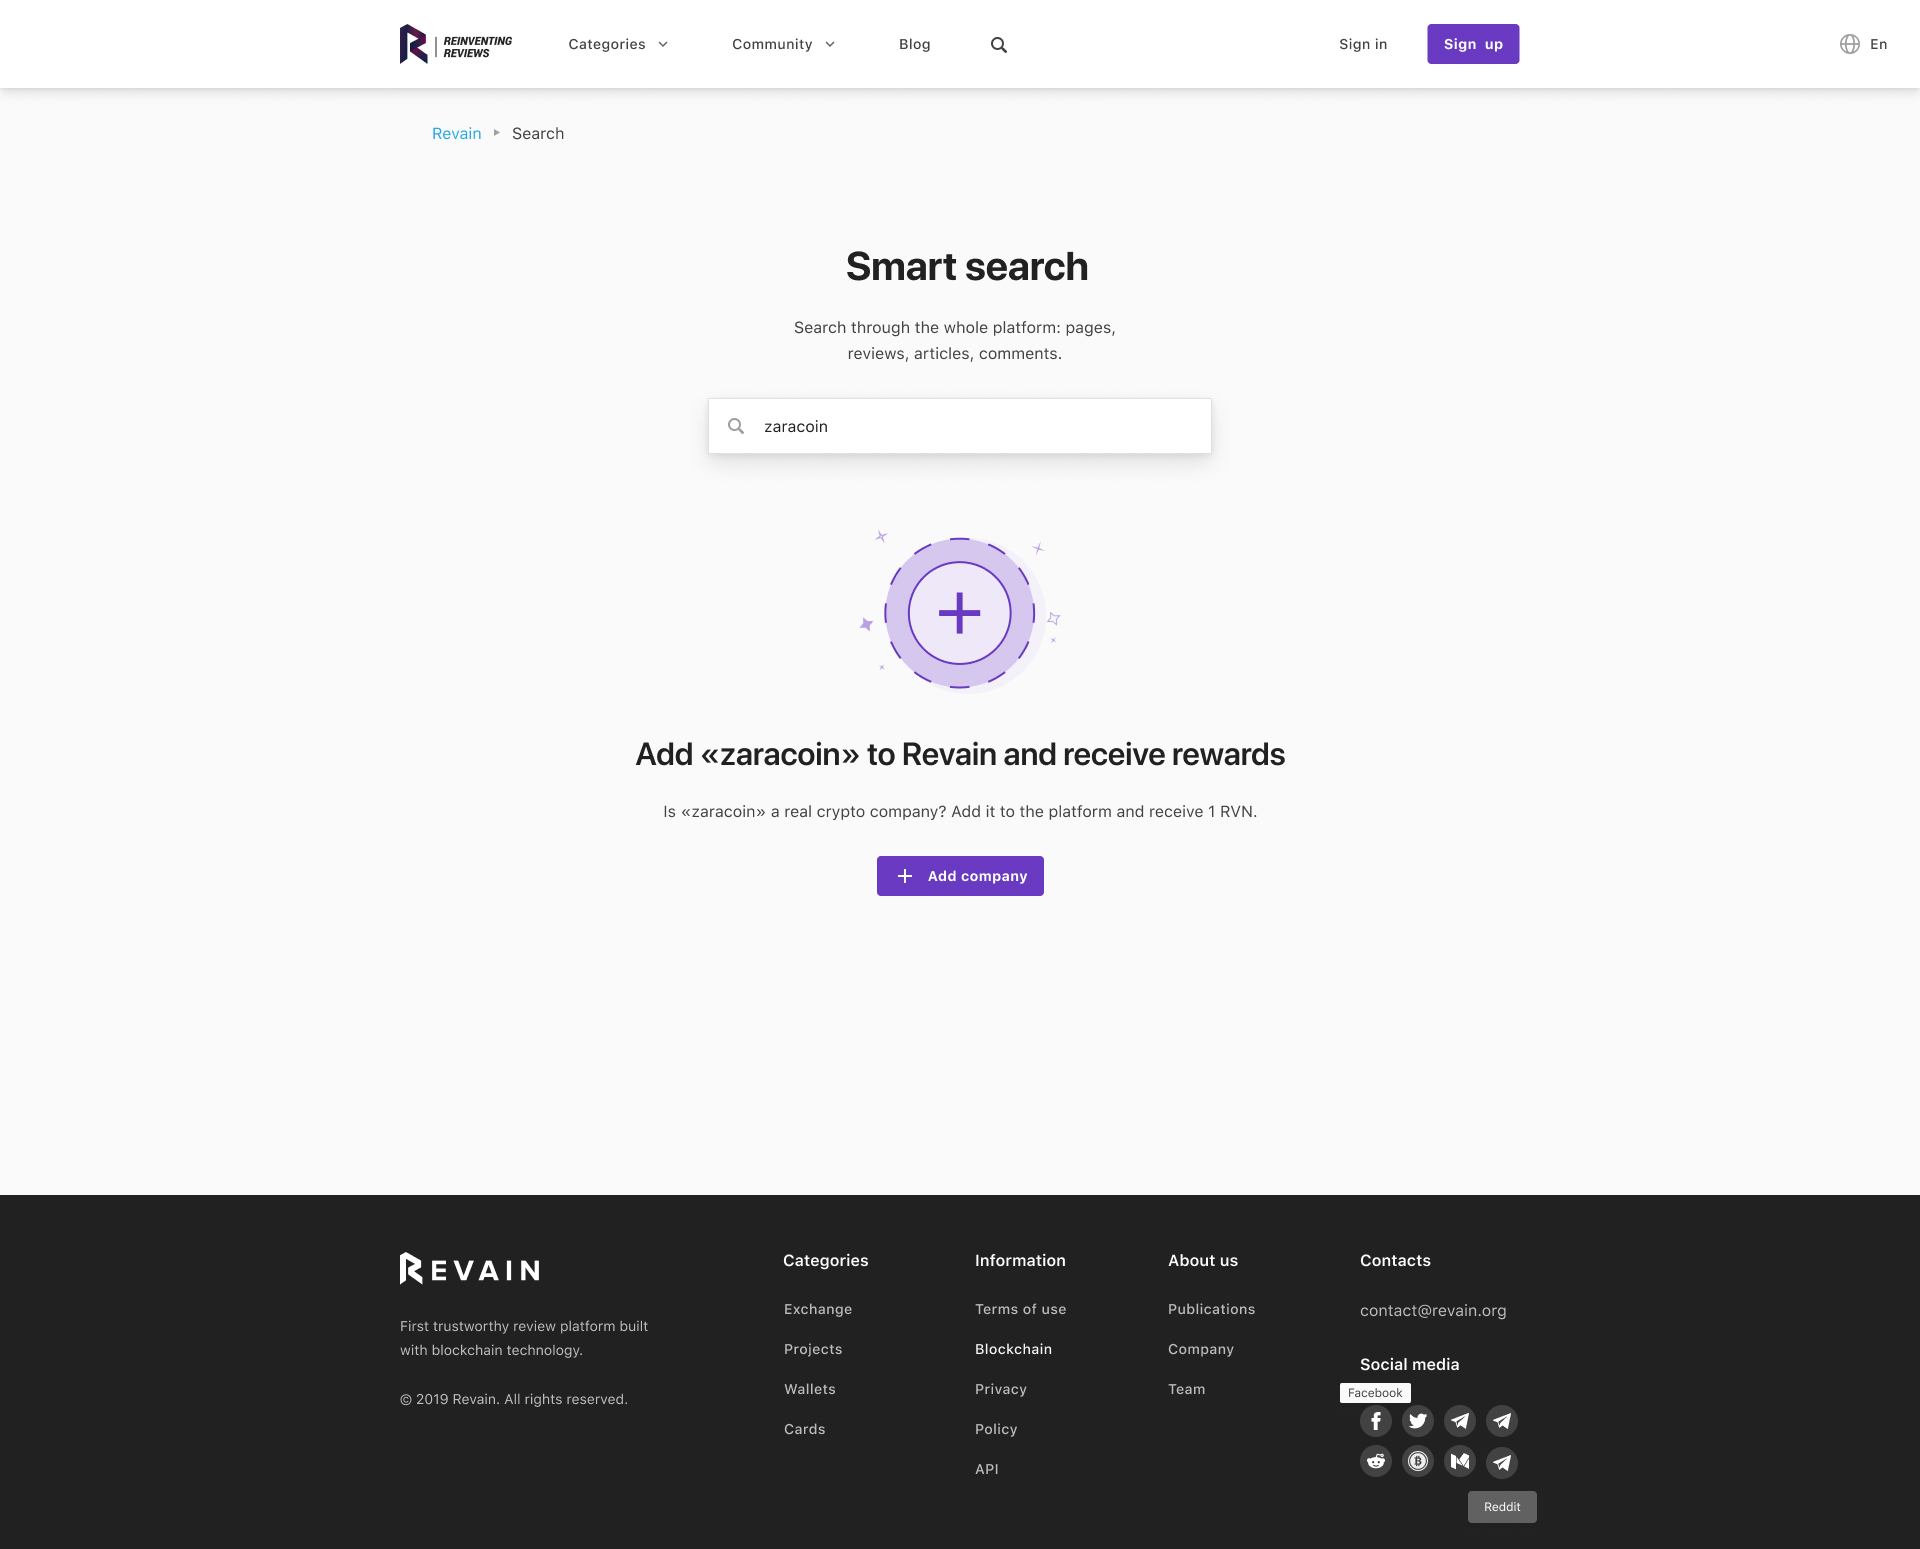 REINVENTING
REVIEWS
Categories
Community
Blog
Sign in
Sign up
En
Revain
Search
Smart search
Search through the whole platform: pages,
reviews, articles, comments.
zaracoin
Add «zaracoin» to Revain and receive rewards
Is «zaracoin» a real crypto company? Add it to the platform and receive 1 RVN.
Add company
REVAIN
First trustworthy review platform built
with blockchain technology.
© 2019 Revain. All rights reserved.
Categories
Exchange
Projects
Wallets
Cards
Information
Terms of use
Blockchain
Privacy
Policy
API
About us
Publications
Company
Team
Contacts
contact@revain.org
Social media
Facebook
Reddit